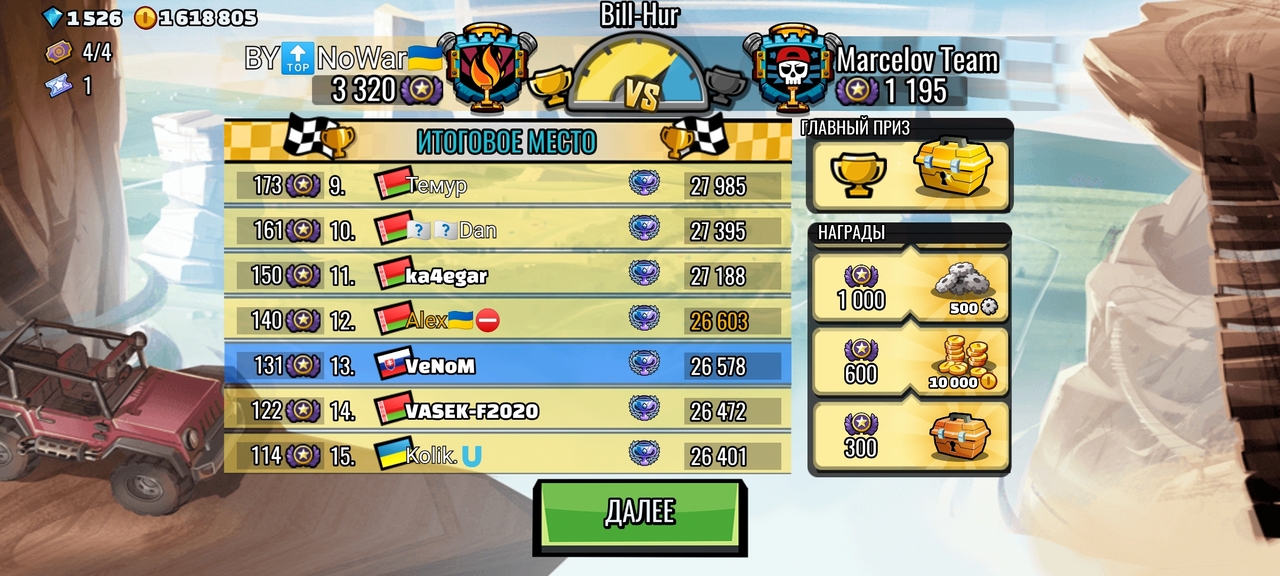 1 526
1 618 805
Bill-Hur
4/4
1
BY🔝NoWar🇺🇦
3 320
VS
Marcelov Team
1 195
ИТОГОВОЕ МЕСТО
173 9. Темур 27 985
161 10. Dan 27 395
150 11. ka4egar 27 188
140 12. Alex🇺🇦⛔ 26 603
131 13. VeNoM 26 578
122 14. VASEK-F2020 26 472
114 15. Kolik. U 26 401
ГЛАВНЫЙ ПРИЗ
НАГРАДЫ
1 000
500
600
10 000
300
ДАЛЕЕ